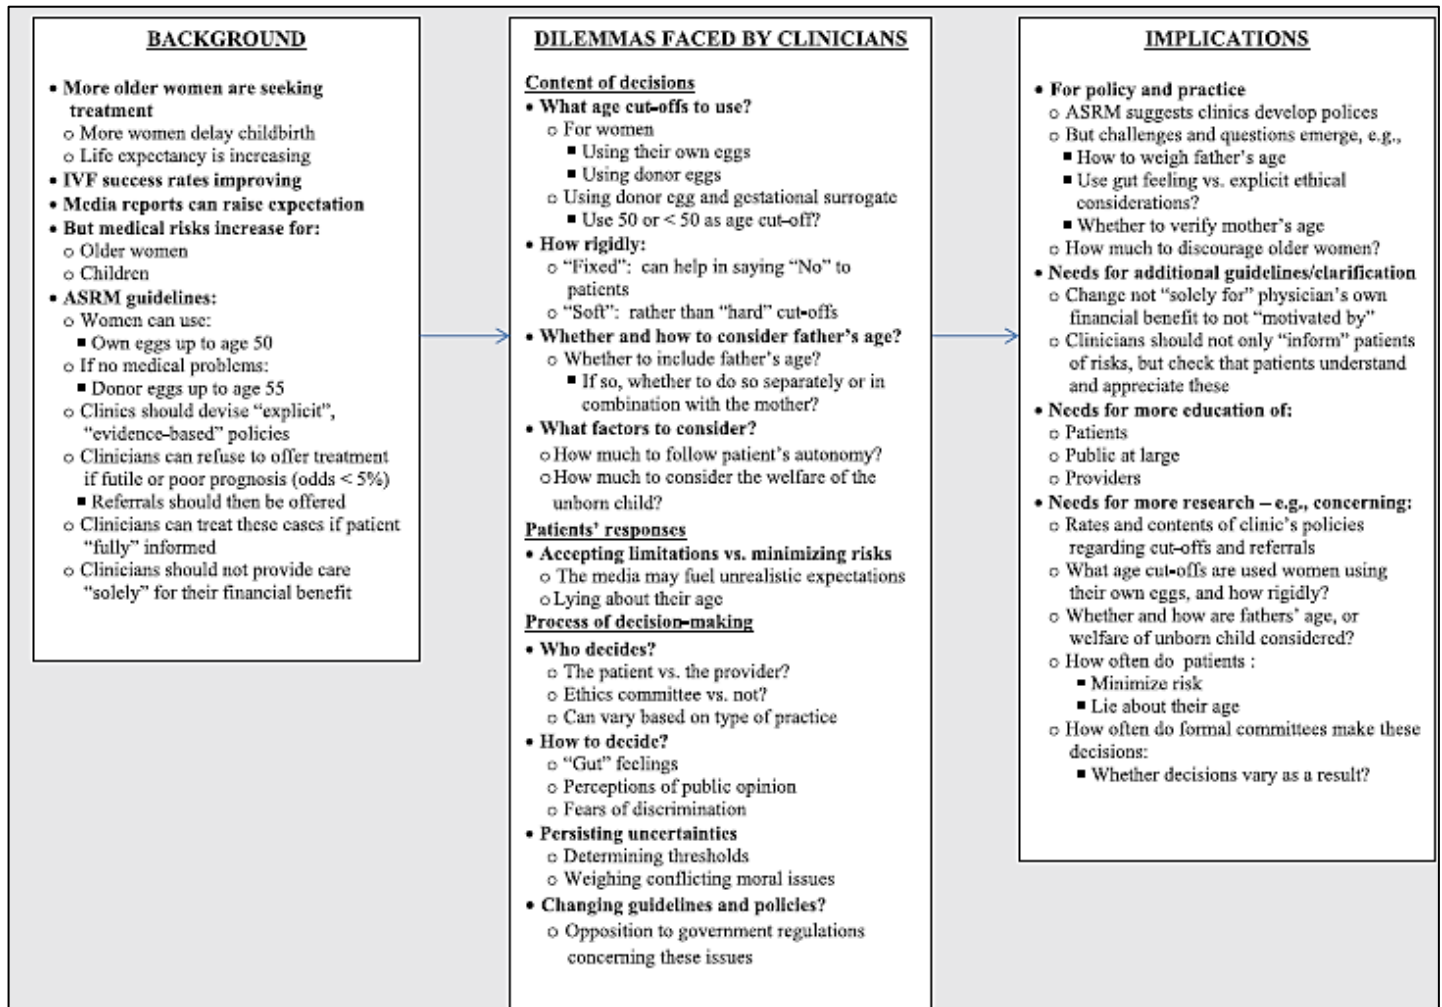 BACKGROUND
• More older women are seeking
treatment
o More women delay childbirth
o Life expectancy is increasing
• IVF success rates improving
• Media reports can raise expectation
• But medical risks increase for:
o Older women
o Children
• ASRM guidelines:
o Women can use:
■ Own eggs up to age 50
o If no medical problems:
■ Donor eggs up to age 55
o Clinics should devise “explicit”,
“evidence-based” policies
o Clinicians can refuse to offer treatment
if futile or poor prognosis (odds < 5%)
■ Referrals should then be offered
o Clinicians can treat these cases if patient
“fully” informed
o Clinicians should not provide care
“solely” for their financial benefit
DILEMMAS FACED BY CLINICIANS
Content of decisions
• What age cut-offs to use?
o For women
■ Using their own eggs
■ Using donor eggs
o Using donor egg and gestational surrogate
■ Use 50 or < 50 as age cut-off?
• How rigidly:
o “Fixed”: can help in saying “No” to
patients
o “Soft”: rather than “hard” cut-offs
• Whether and how to consider father’s age?
o Whether to include father’s age?
■ If so, whether to do so separately or in
combination with the mother?
• What factors to consider?
o How much to follow patient’s autonomy?
o How much to consider the welfare of the
unborn child?
Patients’ responses
• Accepting limitations vs. minimizing risks
o The media may fuel unrealistic expectations
o Lying about their age
Process of decision-making
• Who decides?
o The patient vs. the provider?
o Ethics committee vs. not?
o Can vary based on type of practice
• How to decide?
o “Gut” feelings
o Perceptions of public opinion
o Fears of discrimination
• Persisting uncertainties
o Determining thresholds
o Weighing conflicting moral issues
• Changing guidelines and policies?
o Opposition to government regulations
concerning these issues
IMPLICATIONS
• For policy and practice
o ASRM suggests clinics develop polices
o But challenges and questions emerge, e.g.,
■ How to weigh father’s age
■ Use gut feeling vs. explicit ethical
considerations?
■ Whether to verify mother’s age
o How much to discourage older women?
• Needs for additional guidelines/clarification
o Change not “solely for” physician’s own
financial benefit to not “motivated by”
o Clinicians should not only “inform” patients
of risks, but check that patients understand
and appreciate these
• Needs for more education of:
o Patients
o Public at large
o Providers
• Needs for more research – e.g., concerning:
o Rates and contents of clinic’s policies
regarding cut-offs and referrals
o What age cut-offs are used women using
their own eggs, and how rigidly?
o Whether and how are fathers’ age, or
welfare of unborn child considered?
o How often do patients :
■ Minimize risk
■ Lie about their age
o How often do formal committees make these
decisions:
■ Whether decisions vary as a result?